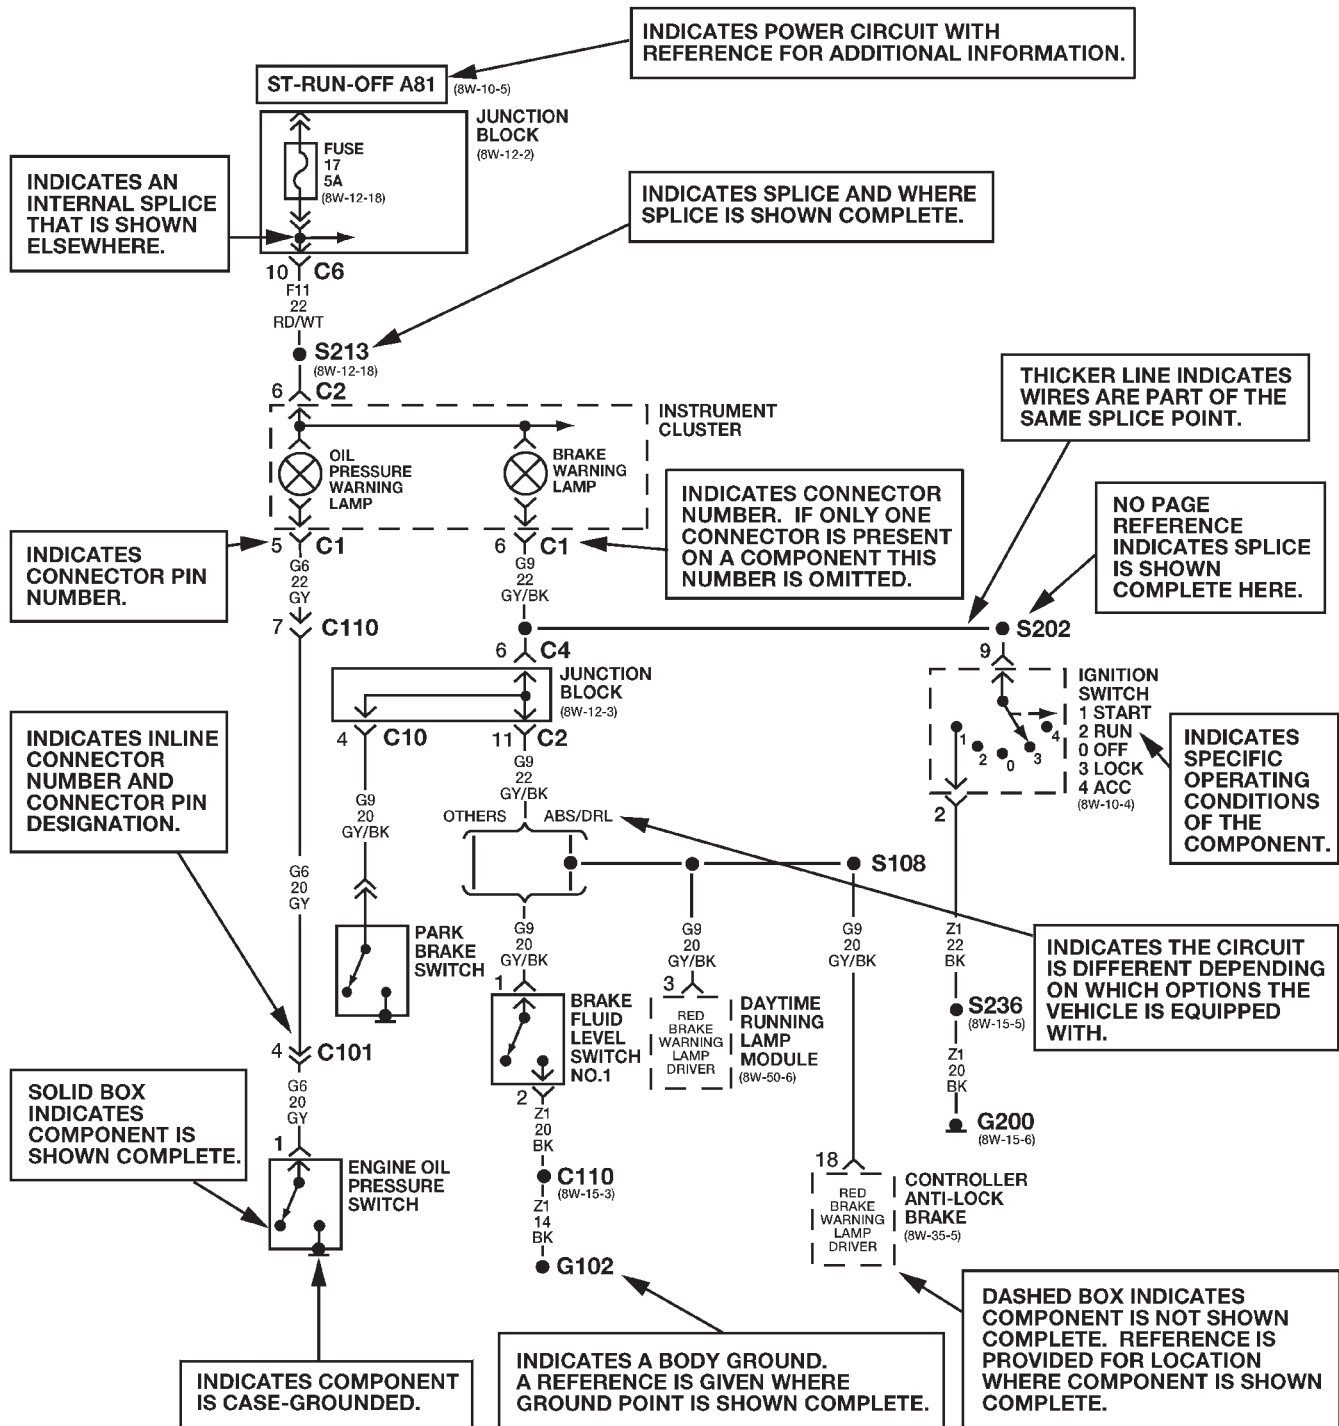 INDICATES POWER CIRCUIT WITH
REFERENCE FOR ADDITIONAL INFORMATION.
ST-RUN-OFF A81
(8W-10-5)
JUNCTION
BLOCK
(8W-12-2)
FUSE
17
5A
(8W-12-18)
INDICATES AN
INTERNAL SPLICE
THAT IS SHOWN
ELSEWHERE.
INDICATES SPLICE AND WHERE
SPLICE IS SHOWN COMPLETE.
10 C6
F11
22
RD/WT
S213
(8W-12-18)
6 C2
INSTRUMENT
CLUSTER
OIL
PRESSURE
WARNING
LAMP
BRAKE
WARNING
LAMP
THICKER LINE INDICATES
WIRES ARE PART OF THE
SAME SPLICE POINT.
INDICATES CONNECTOR
NUMBER. IF ONLY ONE
CONNECTOR IS PRESENT
ON A COMPONENT THIS
NUMBER IS OMITTED.
NO PAGE
REFERENCE
INDICATES SPLICE
IS SHOWN
COMPLETE HERE.
INDICATES
CONNECTOR PIN
NUMBER.
5 C1
G6
22
GY
6 C1
G9
22
GY/BK
7 C110
S202
6 C4
9
JUNCTION
BLOCK
(8W-12-3)
IGNITION
SWITCH
1 START
2 RUN
0 OFF
3 LOCK
4 ACC
(8W-10-4)
1
2
0
3
4
2
INDICATES
SPECIFIC
OPERATING
CONDITIONS
OF THE
COMPONENT.
INDICATES INLINE
CONNECTOR
NUMBER AND
CONNECTOR PIN
DESIGNATION.
4 C10
11 C2
G9
22
GY/BK
G9
20
GY/BK
OTHERS
ABS/DRL
S108
G6
20
GY
PARK
BRAKE
SWITCH
G9
20
GY/BK
G9
20
GY/BK
G9
20
GY/BK
Z1
22
BK
INDICATES THE CIRCUIT
IS DIFFERENT DEPENDING
ON WHICH OPTIONS THE
VEHICLE IS EQUIPPED
WITH.
1
BRAKE
FLUID
LEVEL
SWITCH
NO.1
3
RED
BRAKE
WARNING
LAMP
DRIVER
DAYTIME
RUNNING
LAMP
MODULE
(8W-50-6)
S236
(8W-15-5)
Z1
20
BK
G200
(8W-15-6)
4 C101
G6
20
GY
SOLID BOX
INDICATES
COMPONENT IS
SHOWN COMPLETE.
1
ENGINE OIL
PRESSURE
SWITCH
2
Z1
20
BK
C110
(8W-15-3)
Z1
14
BK
G102
18
RED
BRAKE
WARNING
LAMP
DRIVER
CONTROLLER
ANTI-LOCK
BRAKE
(8W-35-5)
INDICATES COMPONENT
IS CASE-GROUNDED.
INDICATES A BODY GROUND.
A REFERENCE IS GIVEN WHERE
GROUND POINT IS SHOWN COMPLETE.
DASHED BOX INDICATES
COMPONENT IS NOT SHOWN
COMPLETE. REFERENCE IS
PROVIDED FOR LOCATION
WHERE COMPONENT IS SHOWN
COMPLETE.